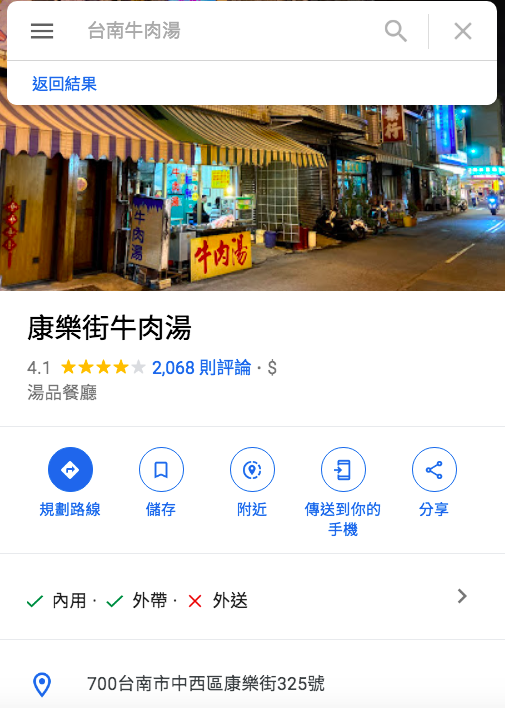 台南牛肉湯
返回結果
牛肉湯
牛肉湯
康樂街牛肉湯
4.1 2,068 則評論 · $
湯品餐廳
規劃路線
儲存
附近
傳送到你的
手機
分享
內用 · 外帶 · 外送
700台南市中西區康樂街325號